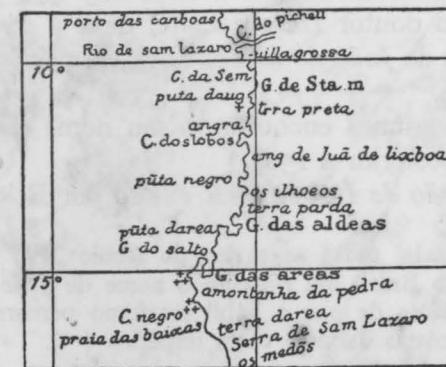 porto das canboas
C. do pichell
Rio de sam lazaro
villa grossa
10°
C. da Sem
G. de Sta. m
puta daug
trra preta
angra
C. dos lobos
ang de Juã de lixboa
pũta negro
os ilhoeos
terra parda
pũta darea
G. das aldeas
G. do salto
15°
G. das areas
amontanha da pedra
C. negro
terra darea
praia das baixas
Serra de Sam Lazaro
os medõs